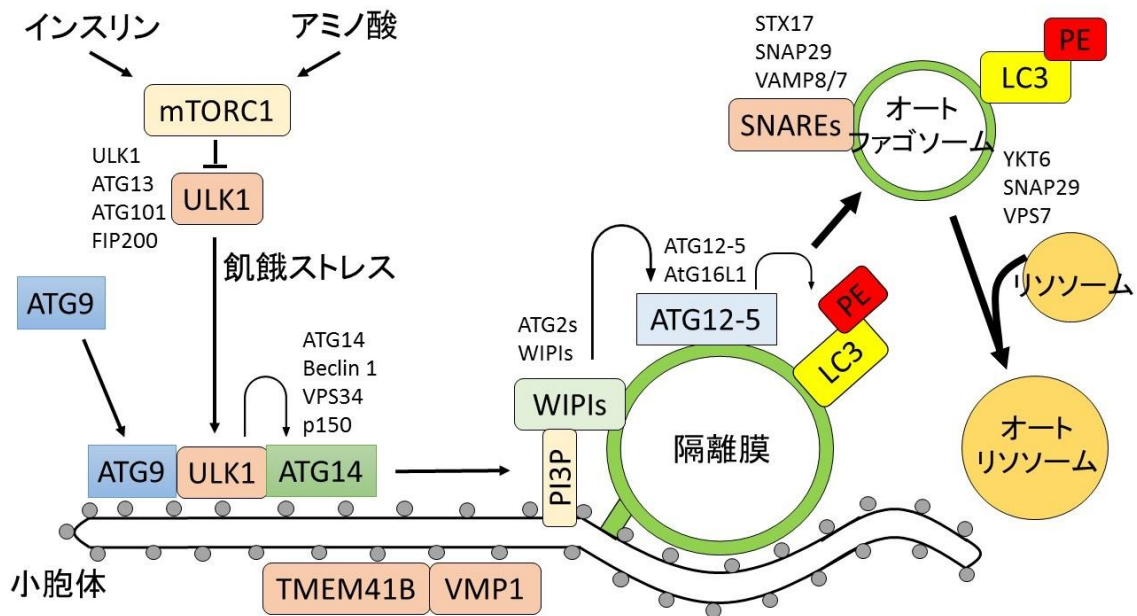 インスリン
アミノ酸
mTORC1
ULK1
ATG13
ATG101
FIP200
ULK1
飢餓ストレス
ATG9
ATG14
Beclin 1
VPS34
p150
ATG9
ULK1
ATG14
小胞体
TMEM41B
VMP1
ATG2s
WIPIs
WIPIs
PI3P
ATG12-5
AtG16L1
ATG12-5
PE
LC3
隔離膜
STX17
SNAP29
VAMP8/7
SNAREs
オート
ファゴソーム
LC3
PE
YKT6
SNAP29
VPS7
リソソーム
オート
リソソーム